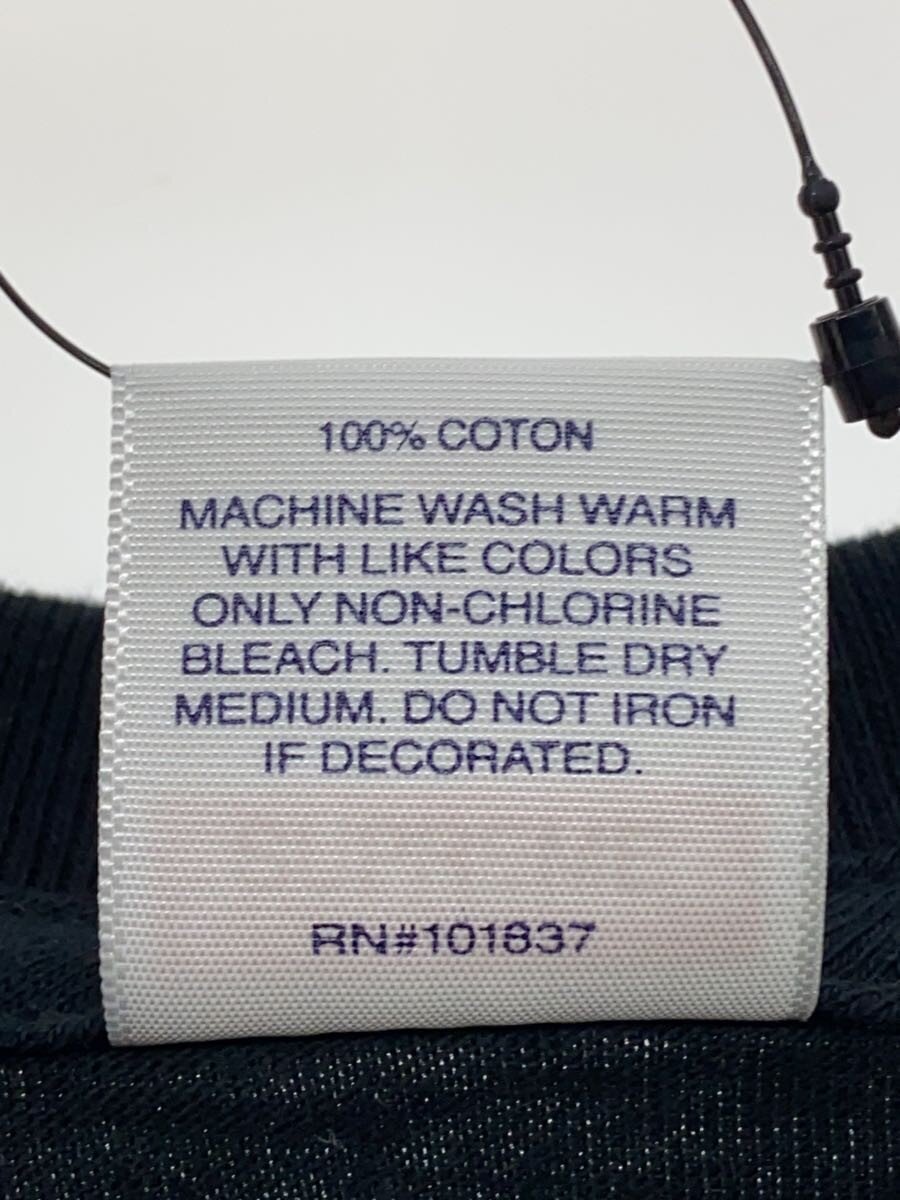 100% COTON
MACHINE WASH WARM
WITH LIKE COLORS
ONLY NON-CHLORINE
BLEACH. TUMBLE DRY
MEDIUM. DO NOT IRON
IF DECORATED.
RN#101837